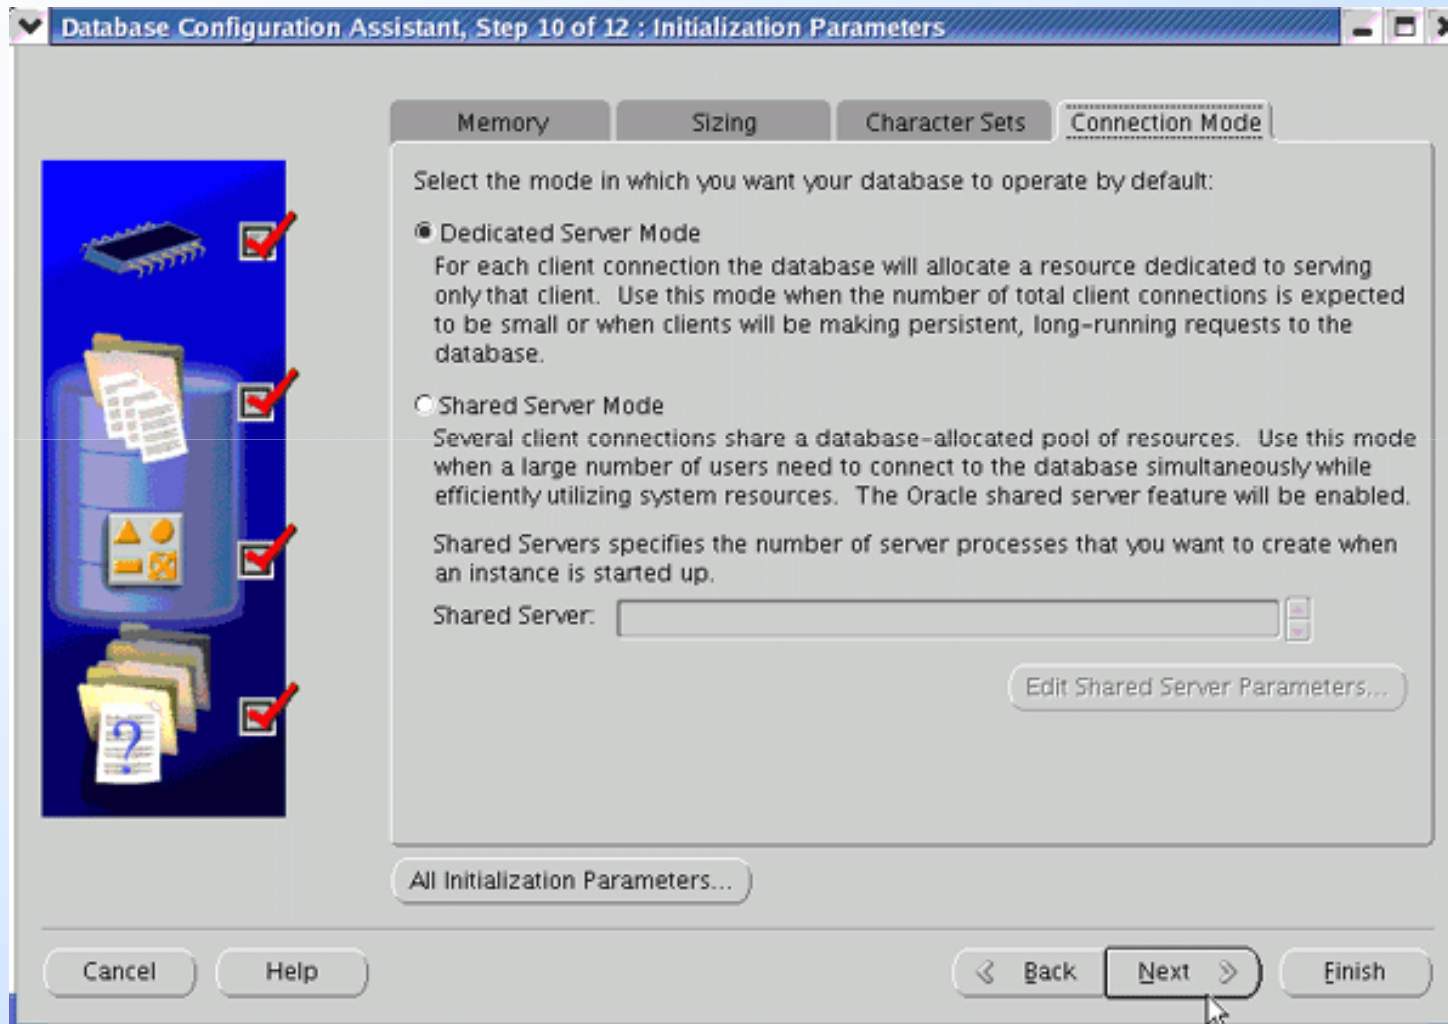 Database Configuration Assistant, Step 10 of 12 : Initialization Parameters
Memory
Sizing
Character Sets
Connection Mode
Select the mode in which you want your database to operate by default:
Dedicated Server Mode
For each client connection the database will allocate a resource dedicated to serving
only that client. Use this mode when the number of total client connections is expected
to be small or when clients will be making persistent, long-running requests to the
database.
Shared Server Mode
Several client connections share a database-allocated pool of resources. Use this mode
when a large number of users need to connect to the database simultaneously while
efficiently utilizing system resources. The Oracle shared server feature will be enabled.
Shared Servers specifies the number of server processes that you want to create when
an instance is started up.
Shared Server:
Edit Shared Server Parameters...
?
All Initialization Parameters...
Cancel
Help
Back
Next
Finish